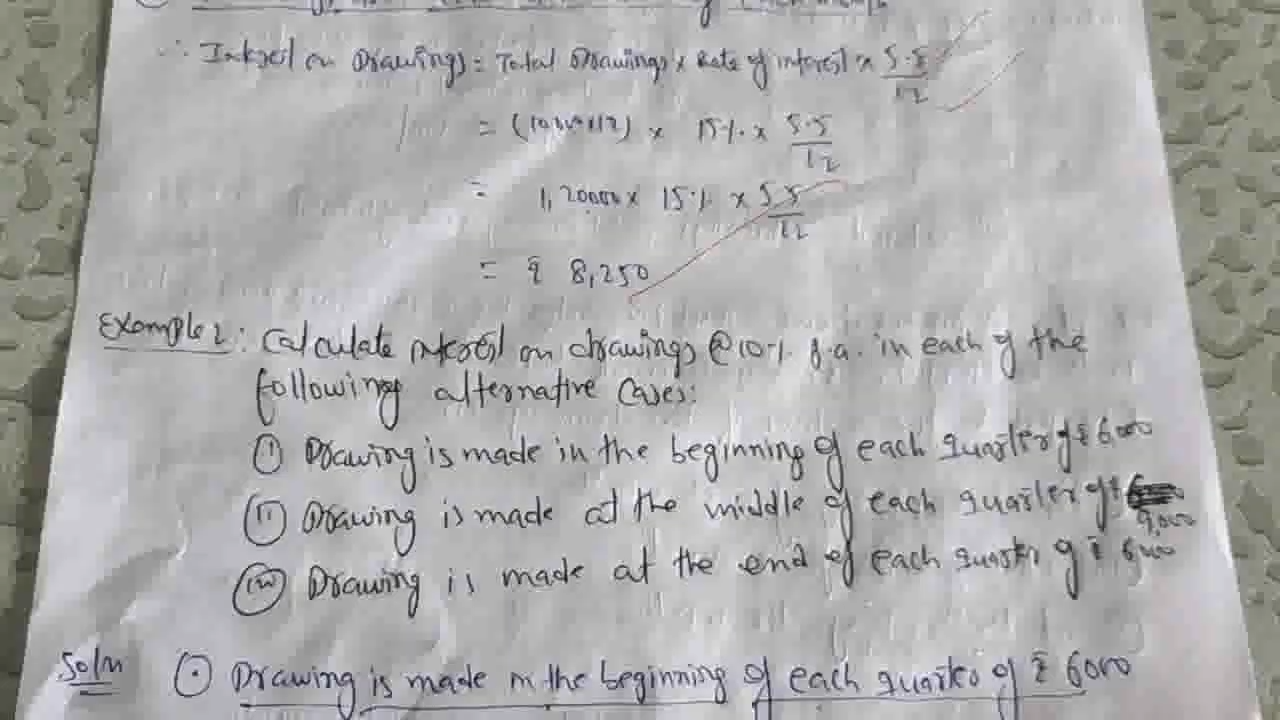 ∴ Interest on Drawings = Total Drawings × Rate of interest × 5.5/12
= (10,000×12) × 15% × 5.5/12
= 1,20000 × 15% × 5.5/12
= ₹ 8,250
Example 2: Calculate interest on drawings @ 10% p.a. in each of the
following alternative cases:
(i) Drawing is made in the beginning of each quarter of ₹ 6000
(ii) Drawing is made at the middle of each quarter of ₹
9,000
(iii) Drawing is made at the end of each quarter of ₹ 6000
Soln (i) Drawing is made in the beginning of each quarter of ₹ 6000